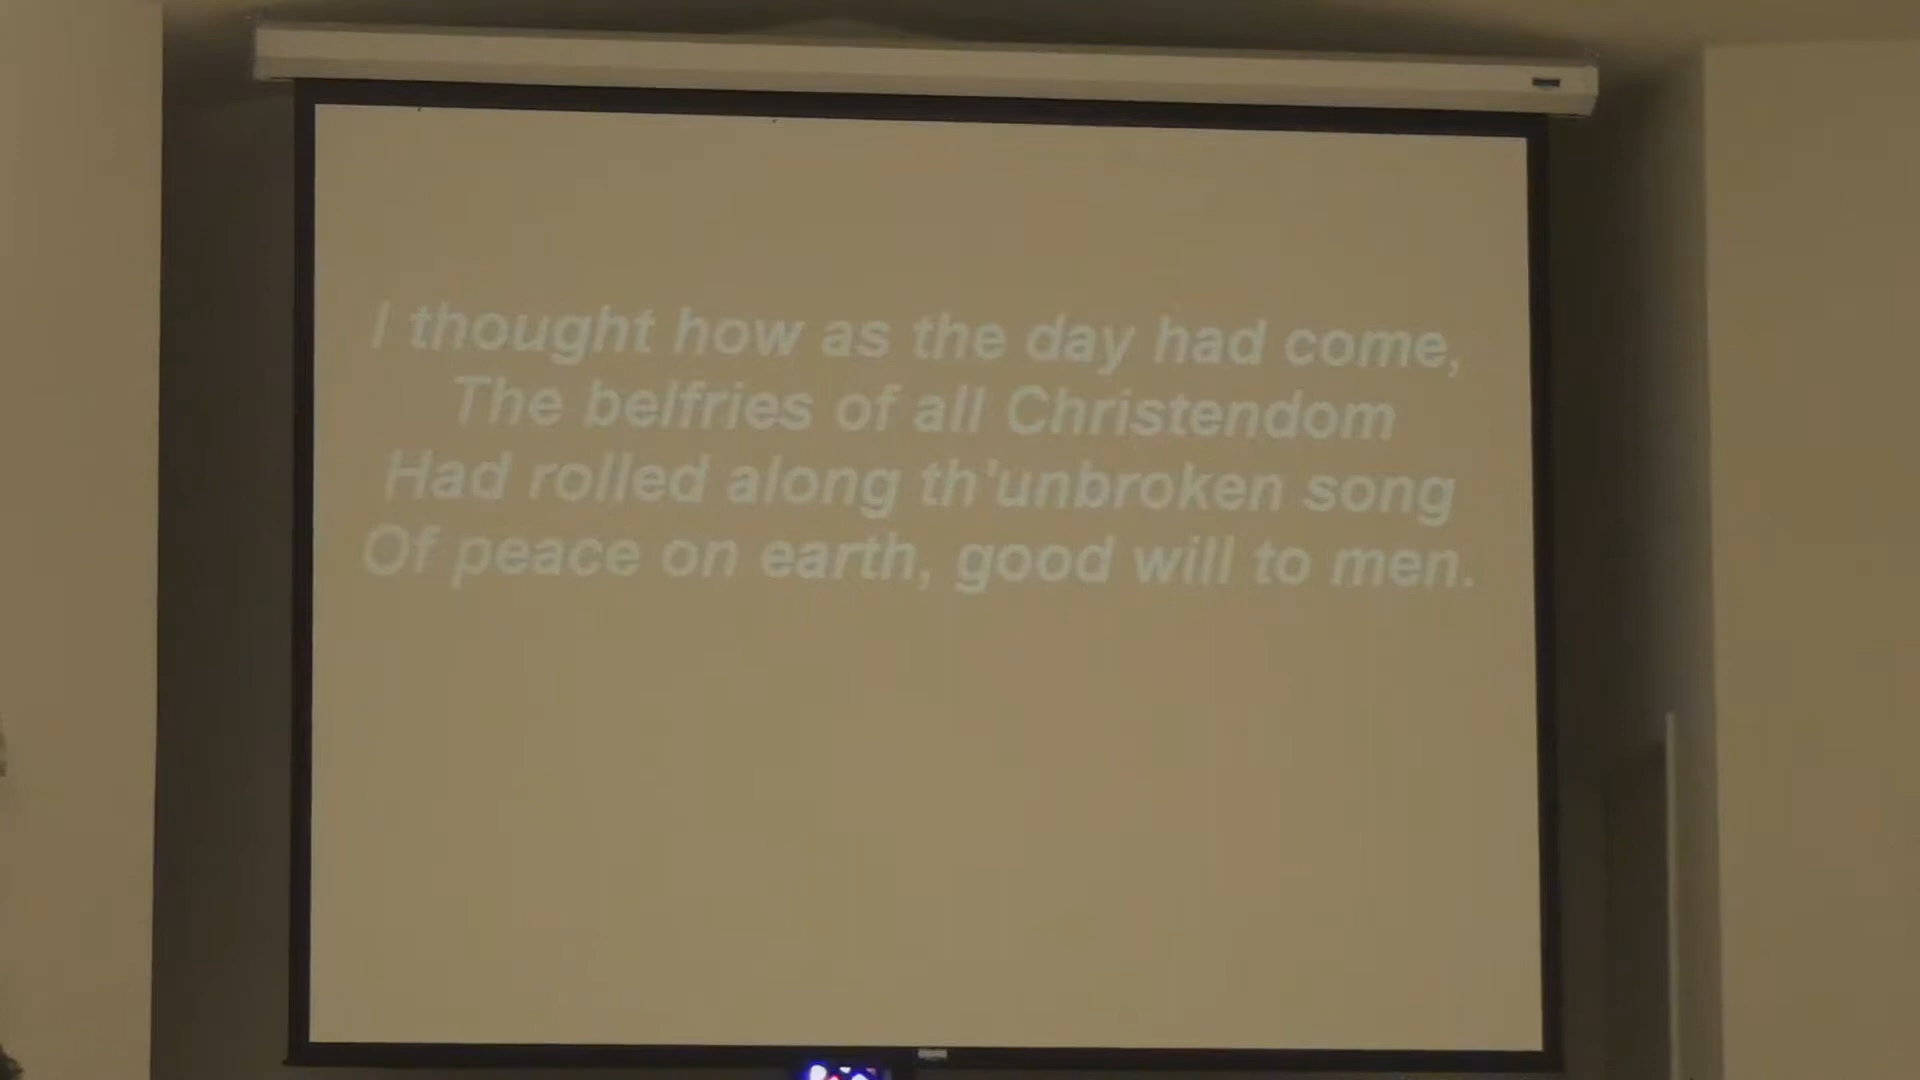 I thought how as the day had come,
The belfries of all Christendom
Had rolled along th'unbroken song
Of peace on earth, good will to men.